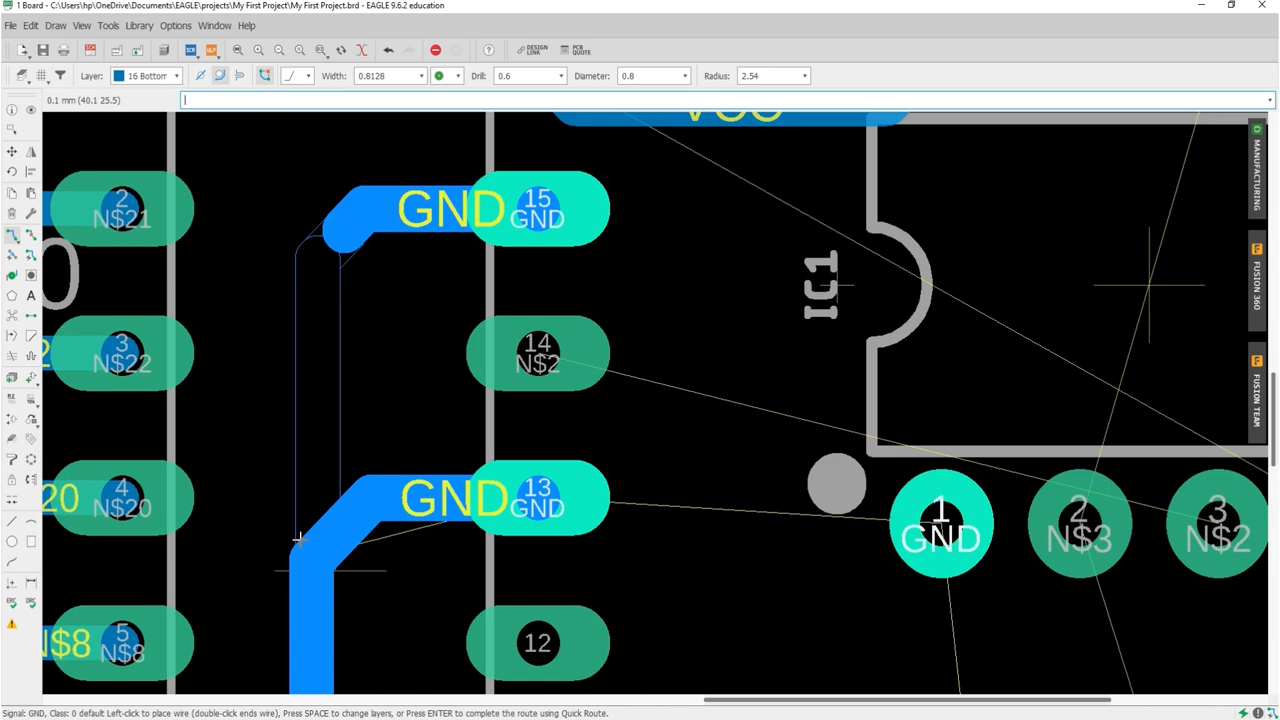 1 Board - C:\Users\hp\OneDrive\Documents\EAGLE\projects\My First Project\My First Project.brd - EAGLE 9.6.2 education
File Edit Draw View Tools Library Options Window Help
SCH SCR ULP DESIGN LINK PCB QUOTE
Layer: 16 Bottom Width: 0.8128 Drill: 0.6 Diameter: 0.8 Radius: 2.54
0.1 mm (40.1 25.5)
VCC
MANUFACTURING
FUSION 360
FUSION TEAM
2
N$21
GND
15
GND
IC1
0
3
N$22
2
14
N$2
4
N$20
20
GND
13
GND
1
GND
2
N$3
3
N$2
5
N$8
N$8
12
Signal: GND, Class: 0 default Left-click to place wire (double-click ends wire), Press SPACE to change layers, or Press ENTER to complete the route using Quick Route.